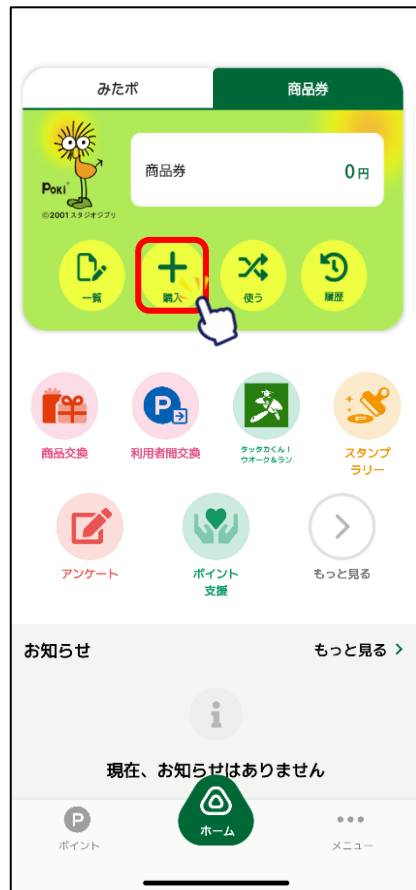 みたポ
商品券
POKI
©2001スタジオジブリ
商品券
0円
一覧
購入
使う
履歴
商品交換
利用者間交換
タッタカくん！
ウオーク&ラン
スタンプ
ラリー
アンケート
ポイント
支援
もっと見る
お知らせ
もっと見る
現在、お知らせはありません
P
ポイント
ホーム
メニュー